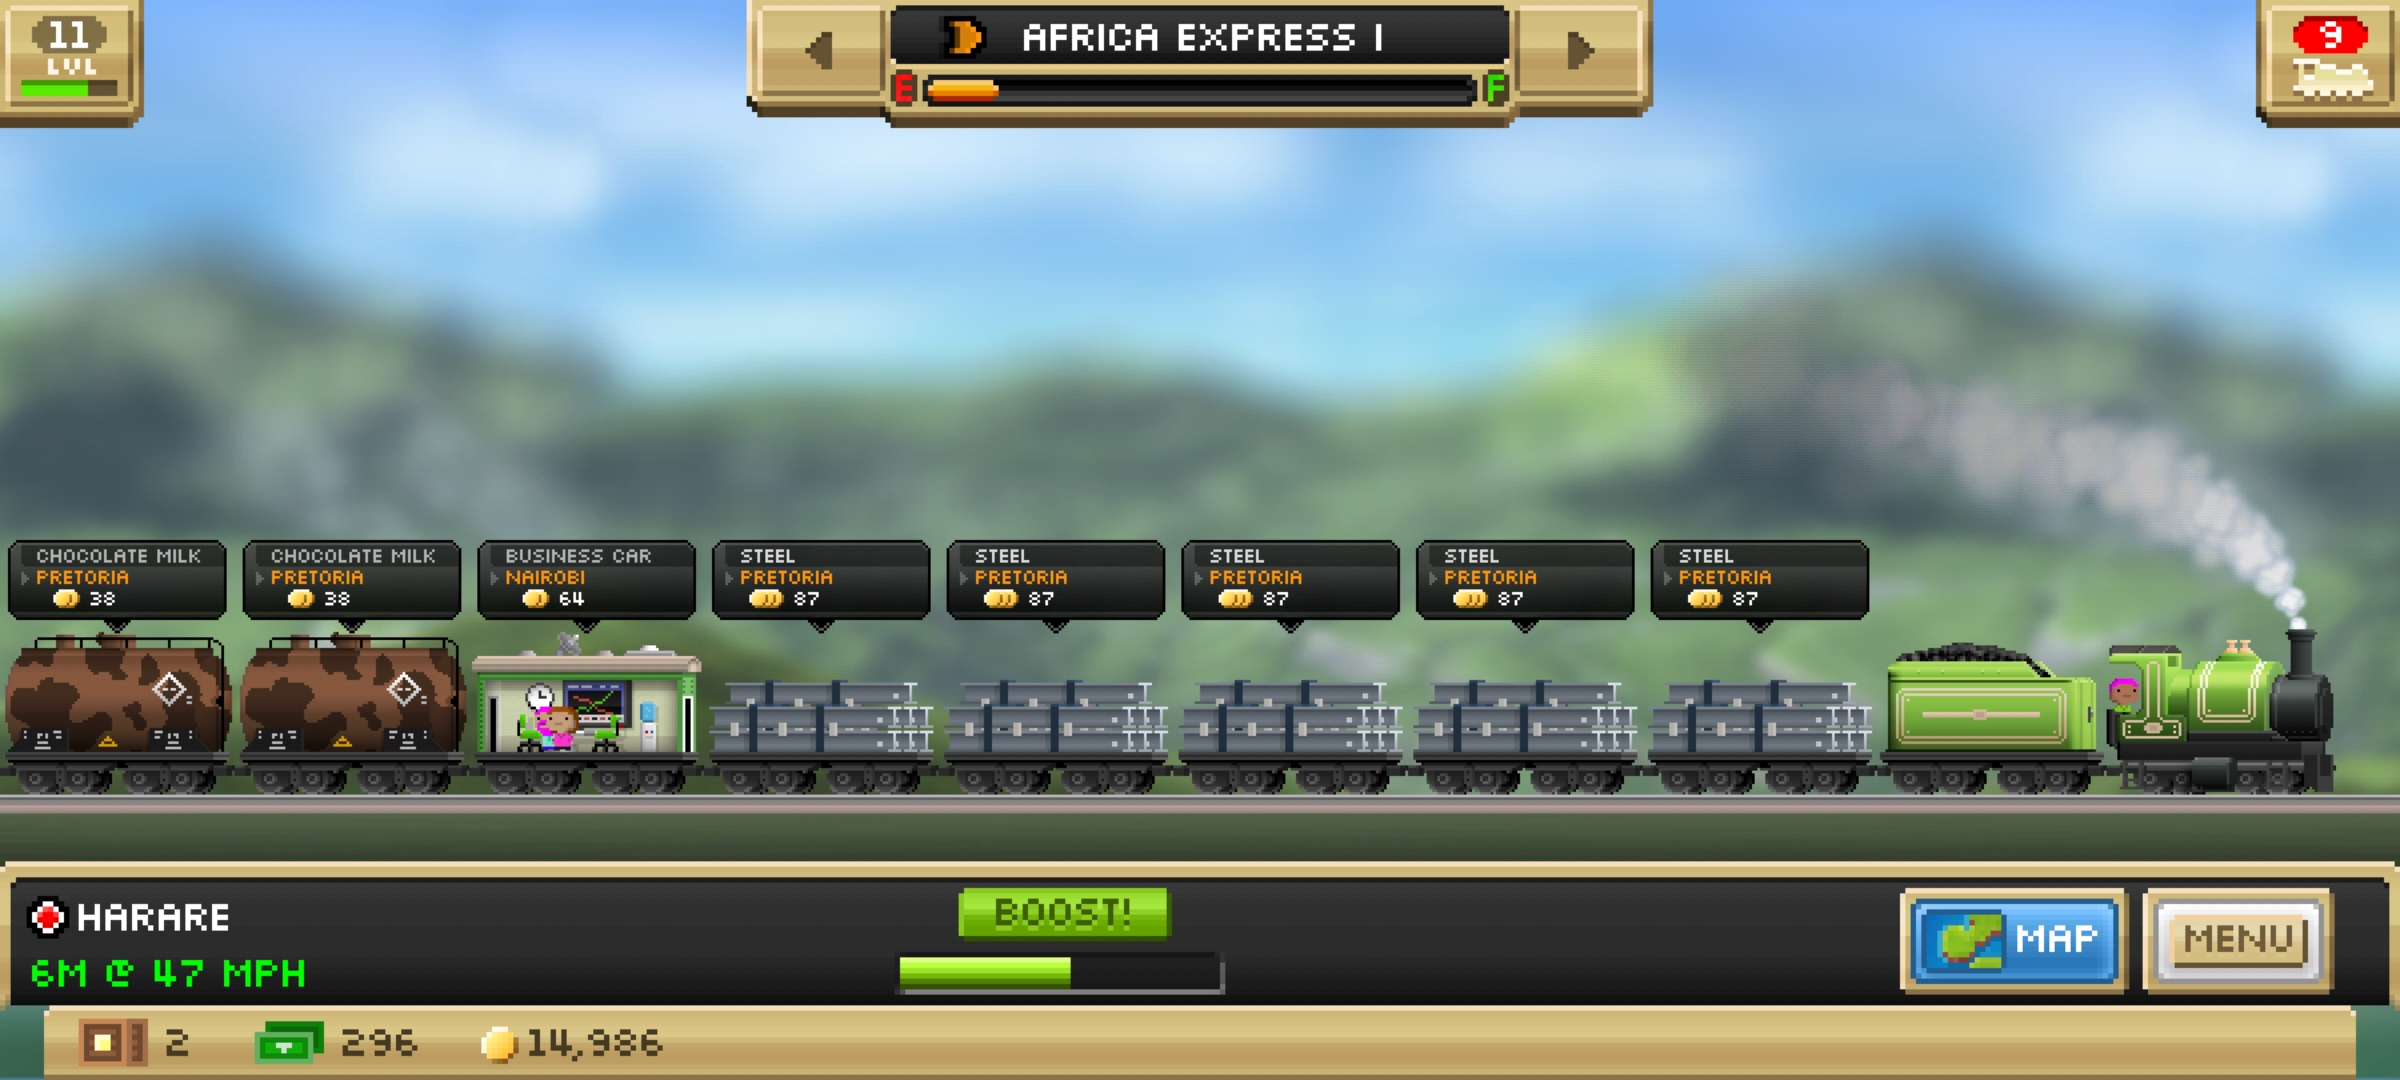 11
LVL
AFRICA EXPRESS I
E
F
9
CHOCOLATE MILK
PRETORIA
38
CHOCOLATE MILK
PRETORIA
38
BUSINESS CAR
NAIROBI
64
STEEL
PRETORIA
87
STEEL
PRETORIA
87
STEEL
PRETORIA
87
STEEL
PRETORIA
87
STEEL
PRETORIA
87
HARARE
6M @ 47 MPH
BOOST!
MAP
MENU
2
296
14,986